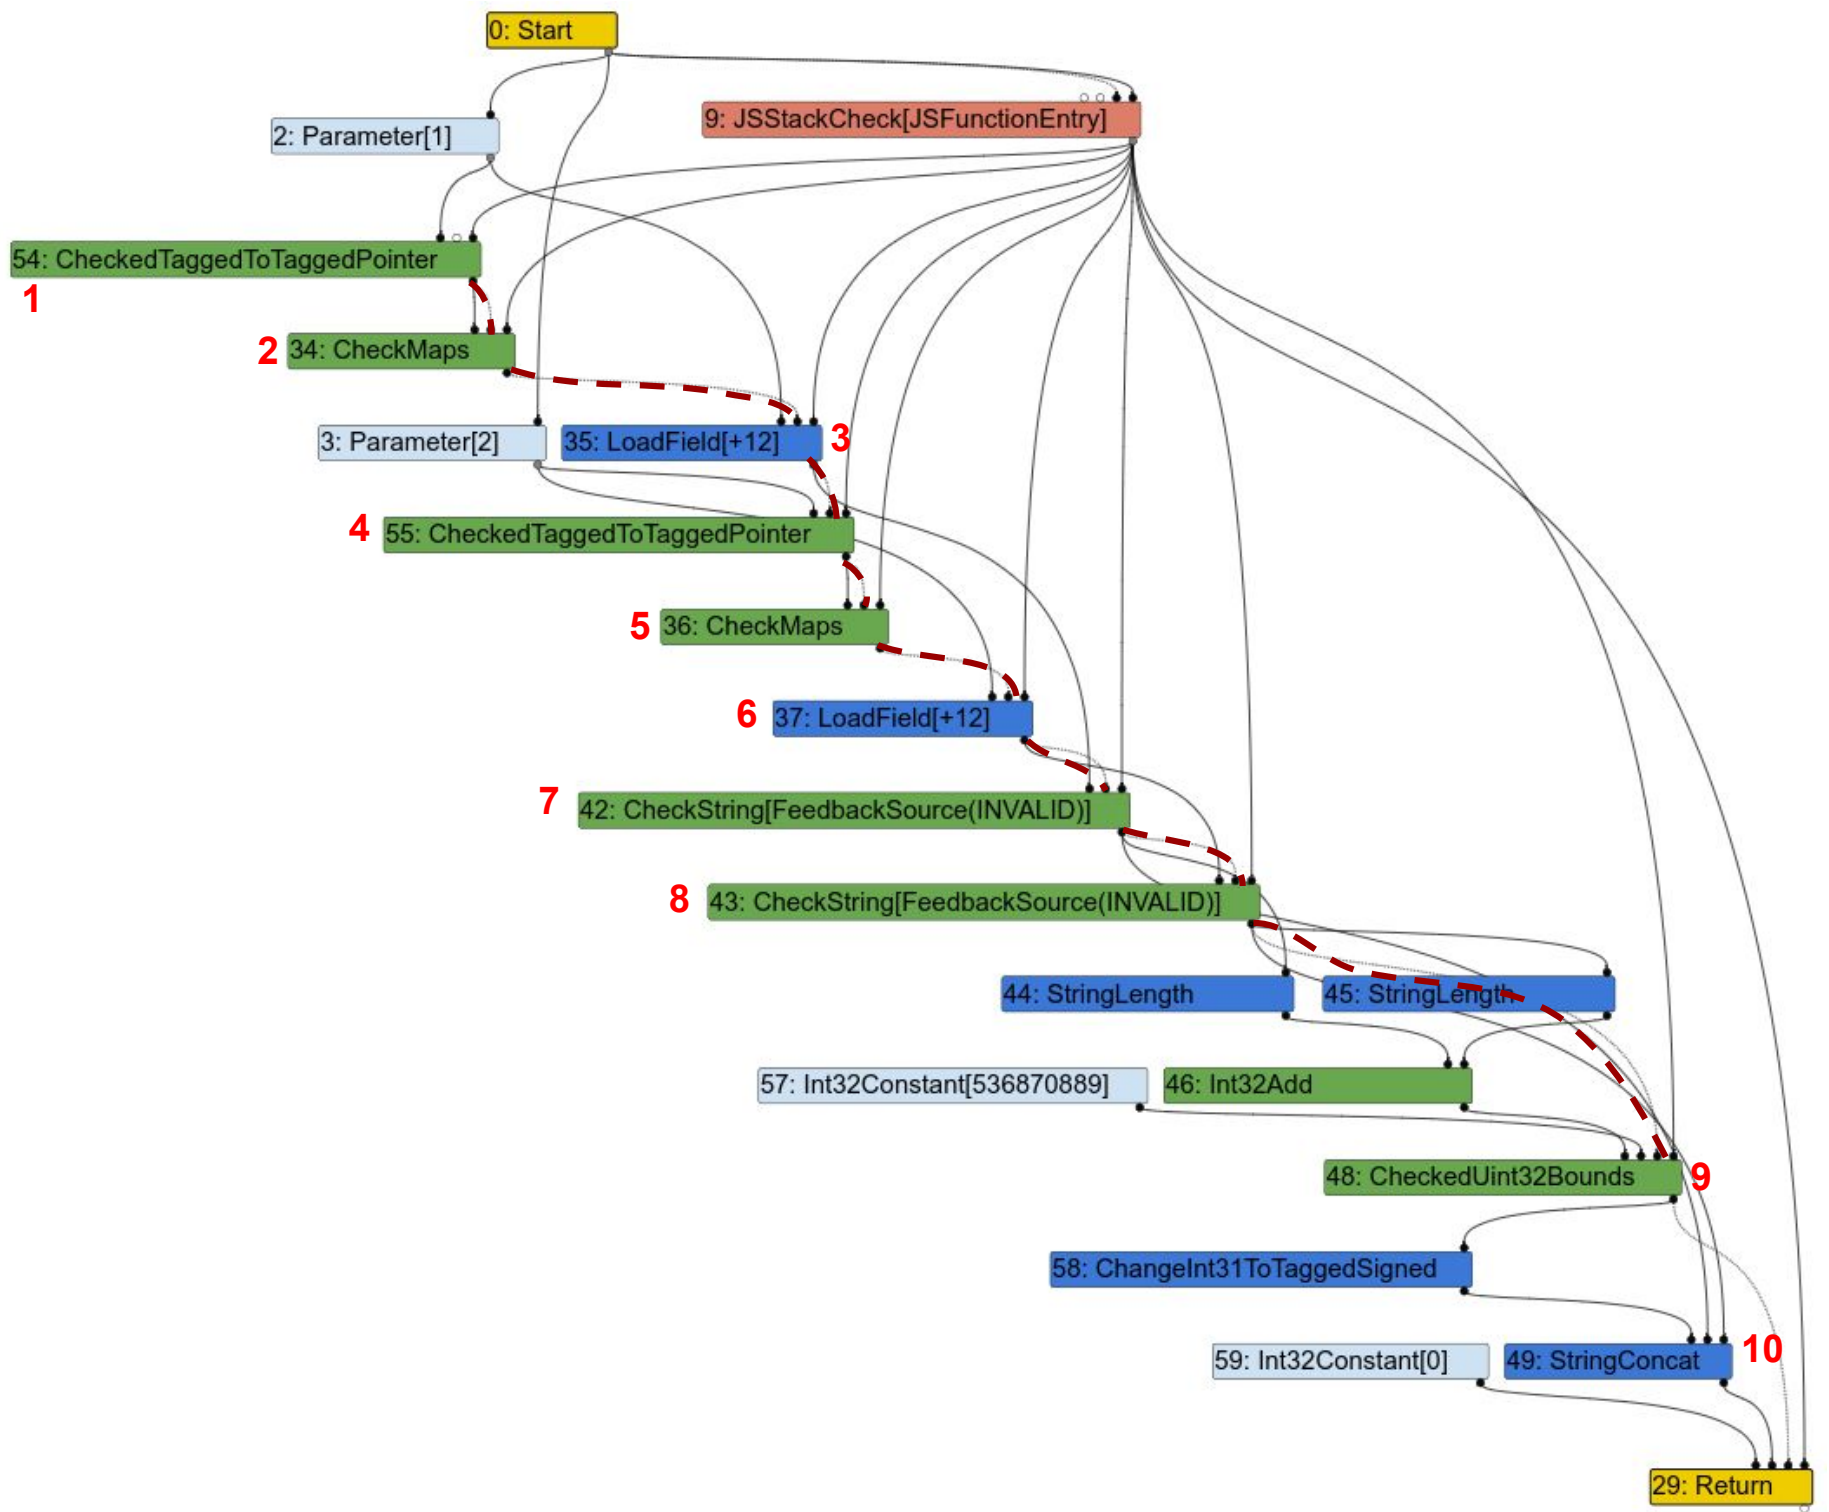 0: Start
9: JSStackCheck[JSFunctionEntry]
2: Parameter[1]
54: CheckedTaggedToTaggedPointer
1
2
34: CheckMaps
3: Parameter[2]
35: LoadField[+12]
3
4
55: CheckedTaggedToTaggedPointer
5
36: CheckMaps
6
37: LoadField[+12]
7
42: CheckString[FeedbackSource(INVALID)]
8
43: CheckString[FeedbackSource(INVALID)]
44: StringLength
45: StringLength
57: Int32Constant[536870889]
46: Int32Add
48: CheckedUint32Bounds
9
58: ChangeInt31ToTaggedSigned
59: Int32Constant[0]
49: StringConcat
10
29: Return